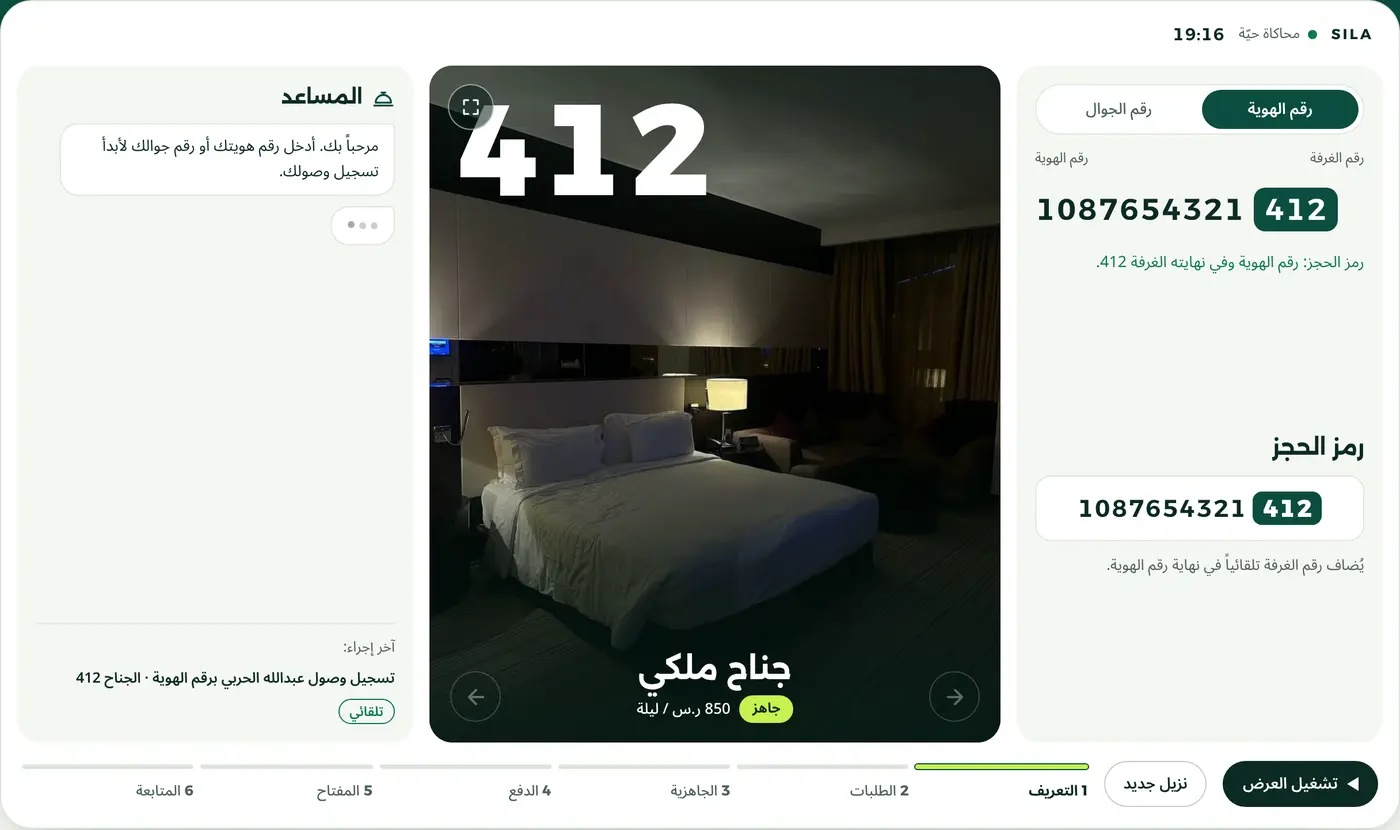 SILA
محاكاة حيّة
19:16
رقم الهوية
رقم الجوال
رقم الغرفة
رقم الهوية
1087654321 412
رمز الحجز: رقم الهوية وفي نهايته الغرفة 412.
رمز الحجز
1087654321 412
يُضاف رقم الغرفة تلقائياً في نهاية رقم الهوية.
412
جناح ملكي
جاهز
850 ر.س / ليلة
المساعد
مرحباً بك. أدخل رقم هويتك أو رقم جوالك لأبدأ
تسجيل وصولك.
آخر إجراء:
تسجيل وصول عبدالله الحربي برقم الهوية · الجناح 412
تلقائي
تشغيل العرض
نزيل جديد
1 التعريف
2 الطلبات
3 الجاهزية
4 الدفع
5 المفتاح
6 المتابعة